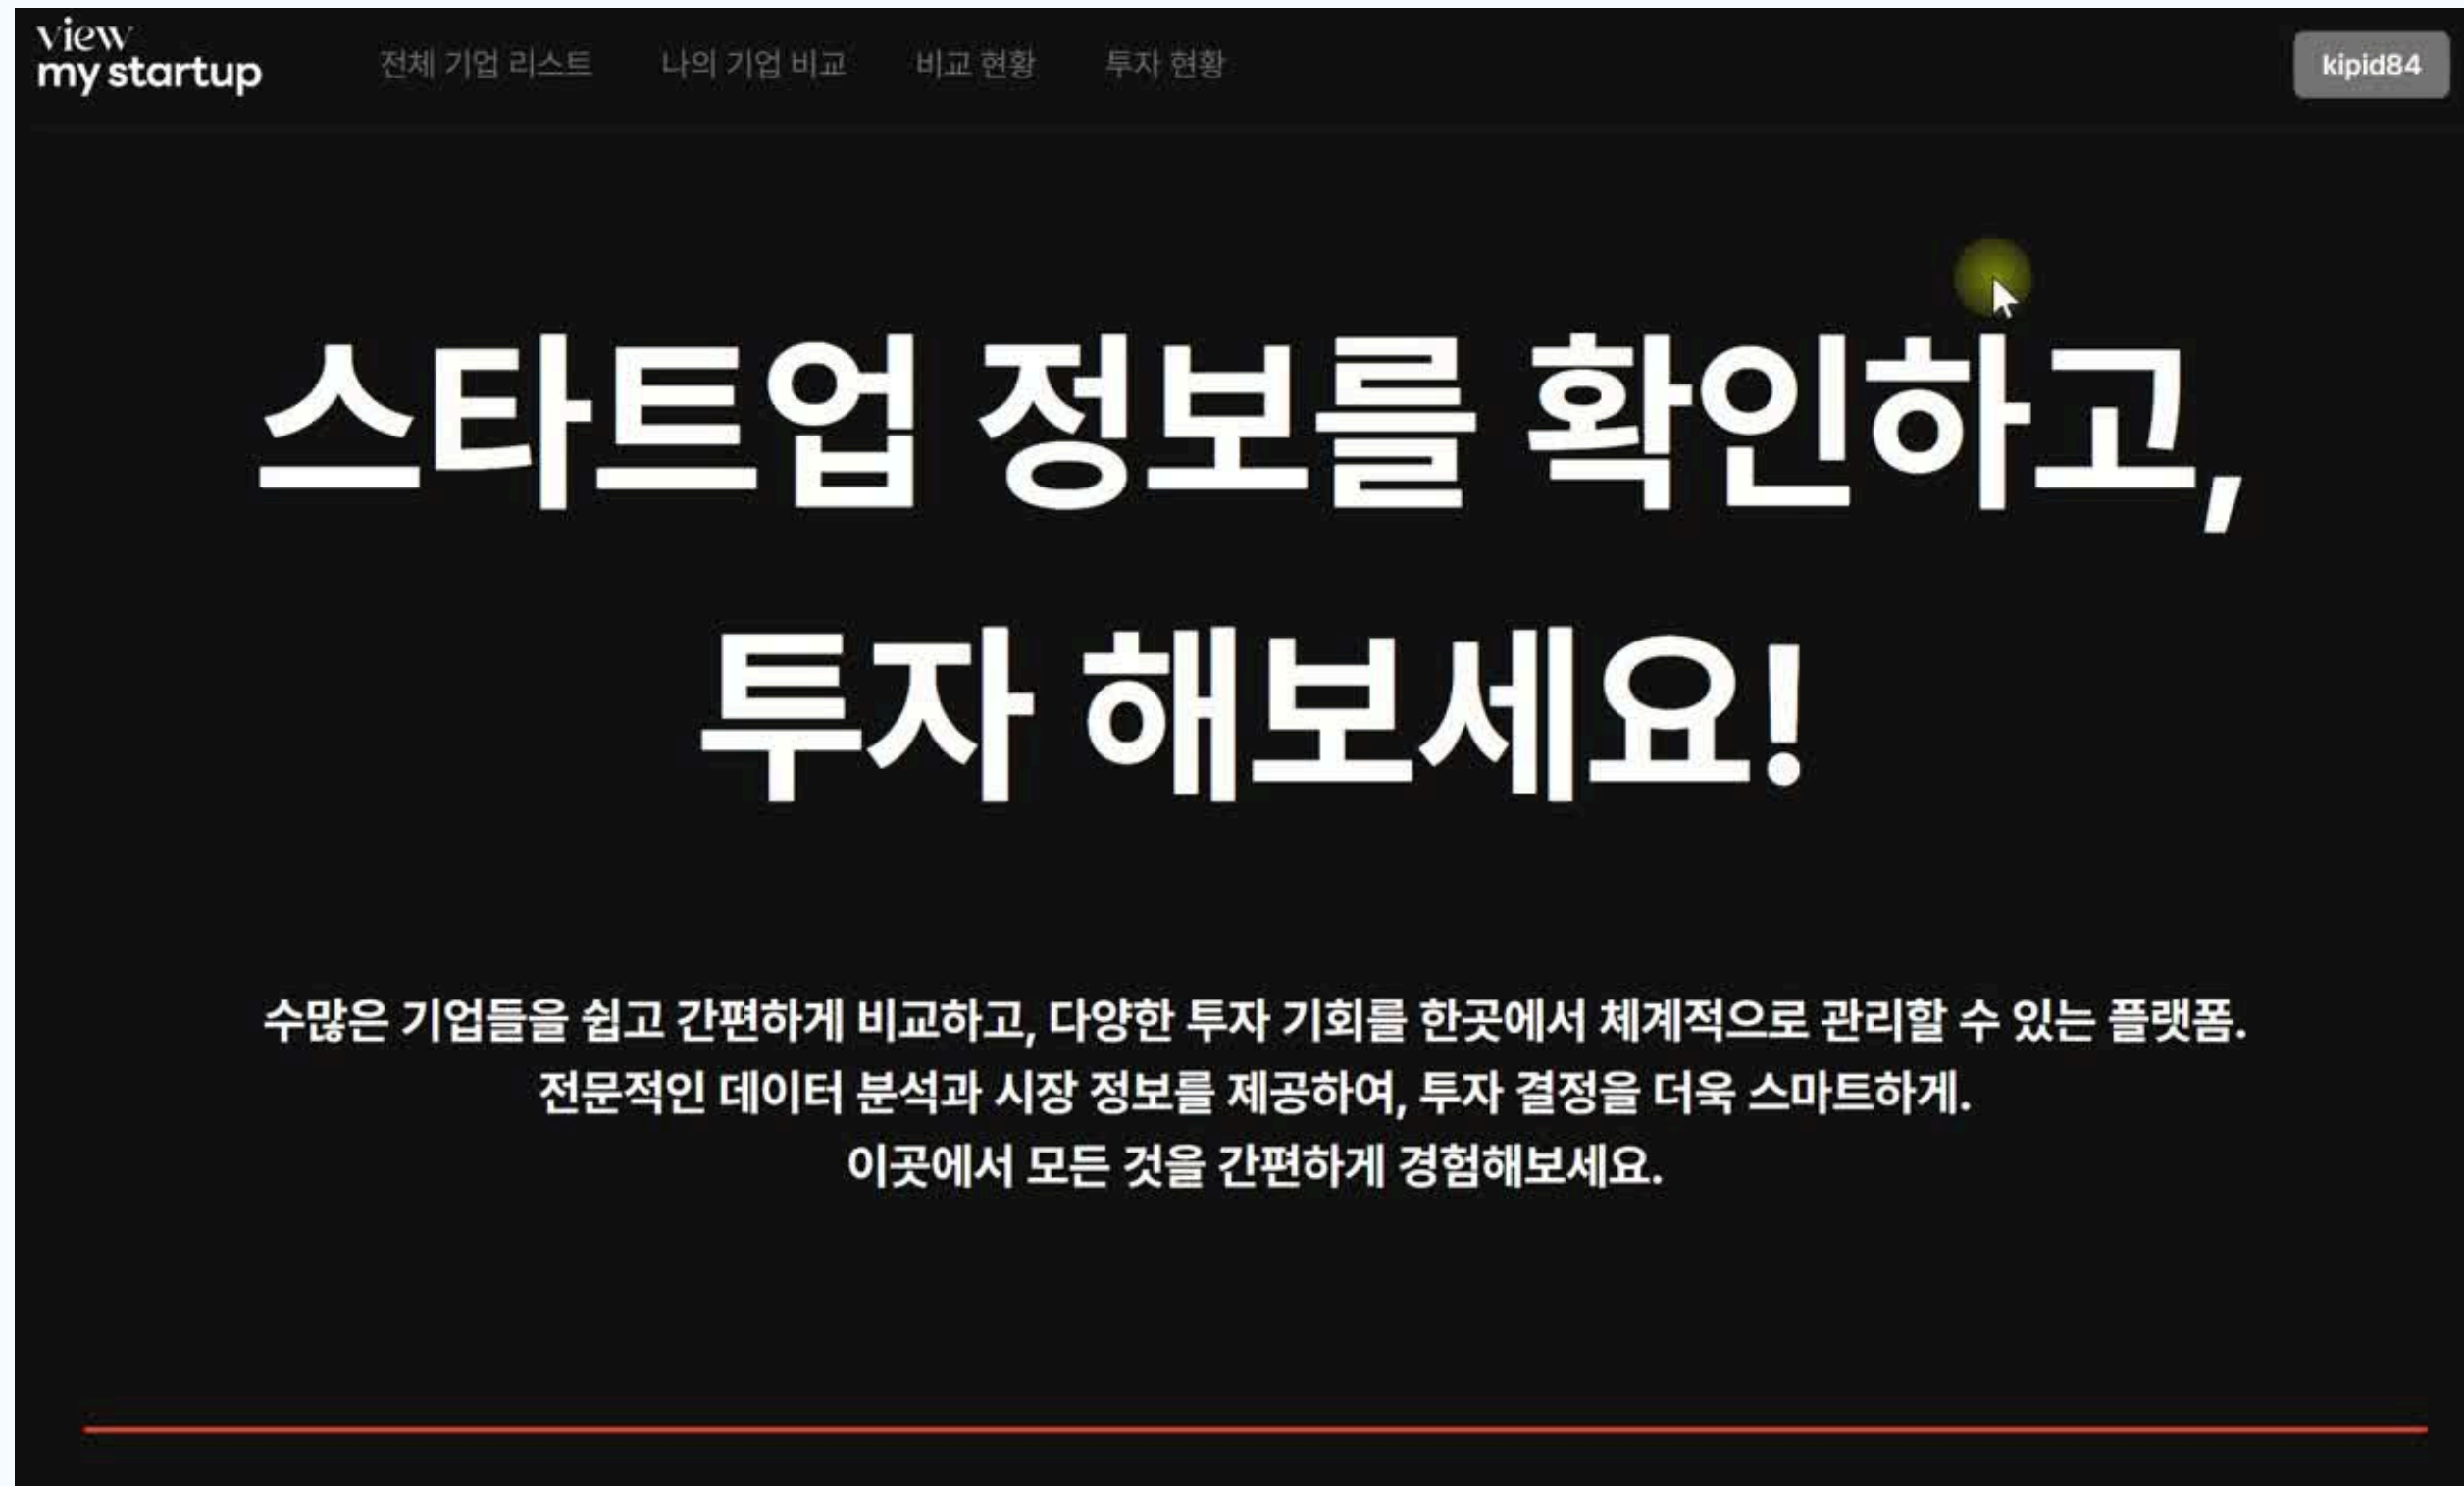 view
my startup
전체 기업 리스트 나의 기업 비교 비교 현황 투자 현황 kipid84
스타트업 정보를 확인하고,
투자 해보세요!
수많은 기업들을 쉽고 간편하게 비교하고, 다양한 투자 기회를 한곳에서 체계적으로 관리할 수 있는 플랫폼.
전문적인 데이터 분석과 시장 정보를 제공하여, 투자 결정을 더욱 스마트하게.
이곳에서 모든 것을 간편하게 경험해보세요.